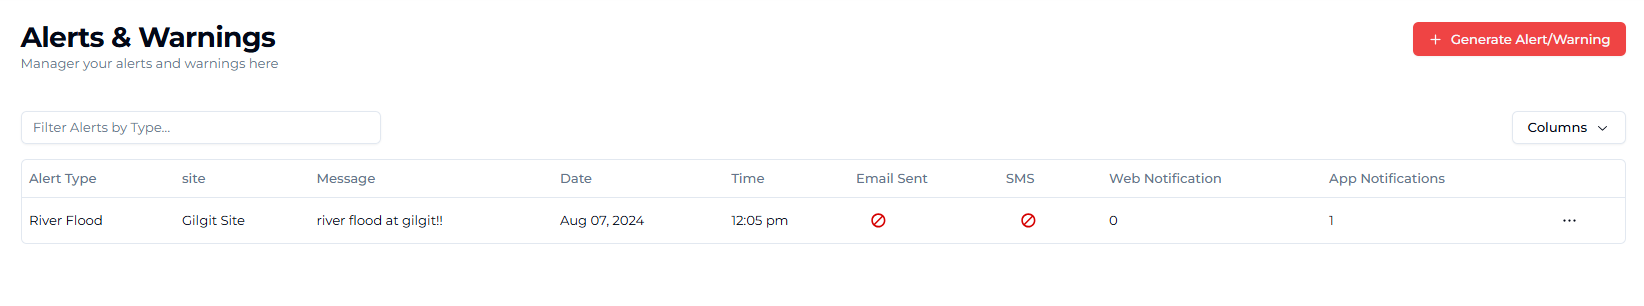 Alerts & Warnings
Generate Alert/Warning
Manager your alerts and warnings here
Filter Alerts by Type...
Columns
Alert Type site Message Date Time Email Sent SMS Web Notification App Notifications
River Flood Gilgit Site river flood at gilgit!! Aug 07, 2024 12:05 pm 0 1